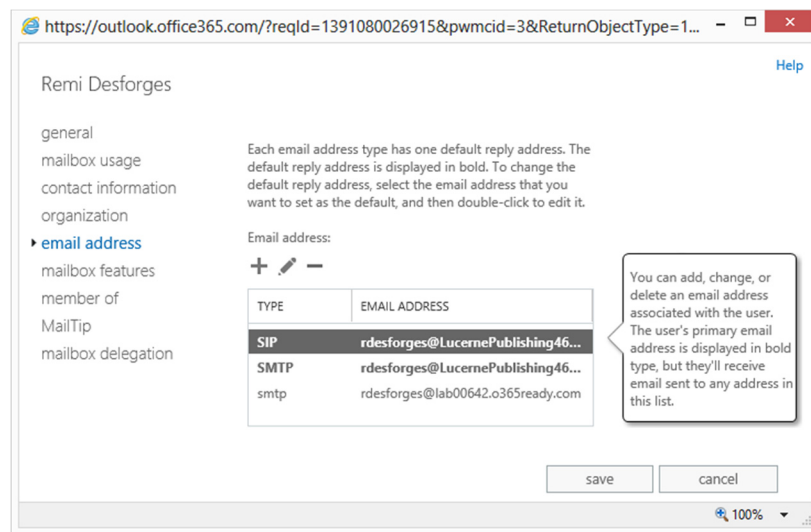 https://outlook.office365.com/?reqId=1391080026915&pwmcid=3&ReturnObjectType=1...
Help
Remi Desforges
general
mailbox usage
contact information
organization
email address
mailbox features
member of
MailTip
mailbox delegation
Each email address type has one default reply address. The
default reply address is displayed in bold. To change the
default reply address, select the email address that you
want to set as the default, and then double-click to edit it.
Email address:
TYPE EMAIL ADDRESS
SIP rdesforges@LucernePublishing46...
SMTP rdesforges@LucernePublishing46...
smtp rdesforges@lab00642.o365ready.com
You can add, change, or
delete an email address
associated with the user.
The user's primary email
address is displayed in bold
type, but they'll receive
email sent to any address in
this list.
save cancel
100%